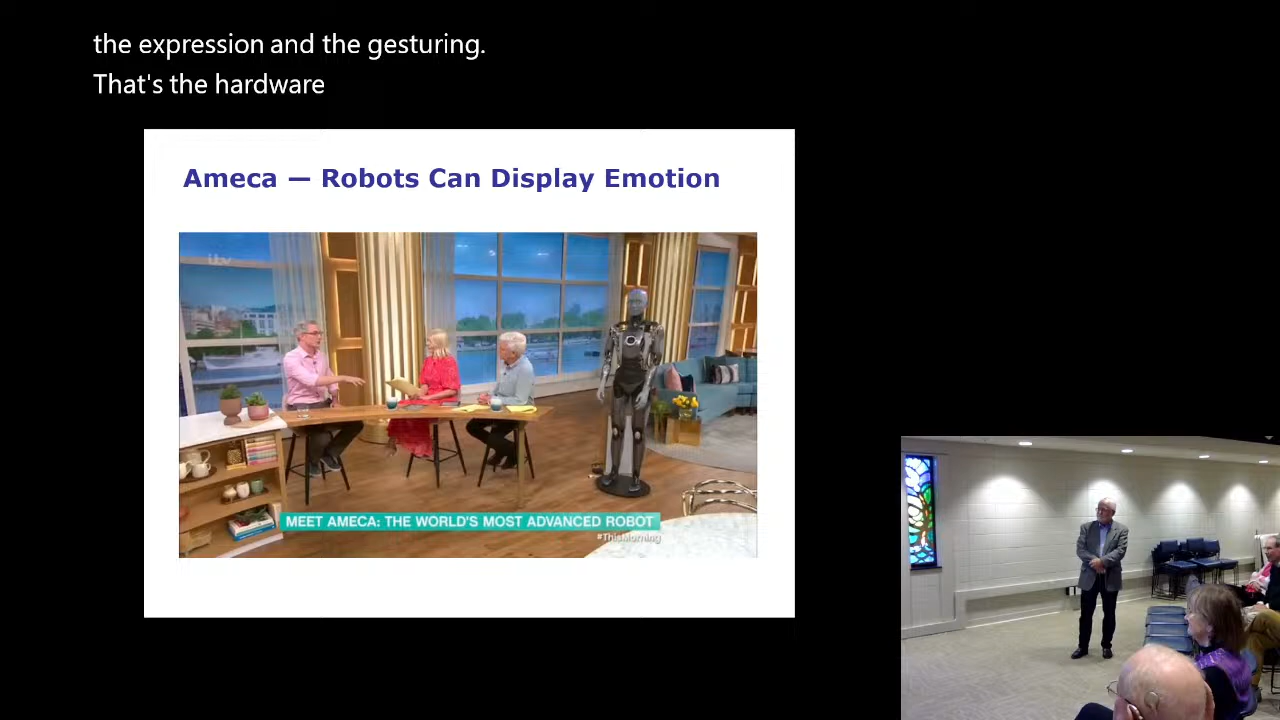 the expression and the gesturing.
That's the hardware
Ameca — Robots Can Display Emotion
itv
MEET AMECA: THE WORLD'S MOST ADVANCED ROBOT
#ThisMorning